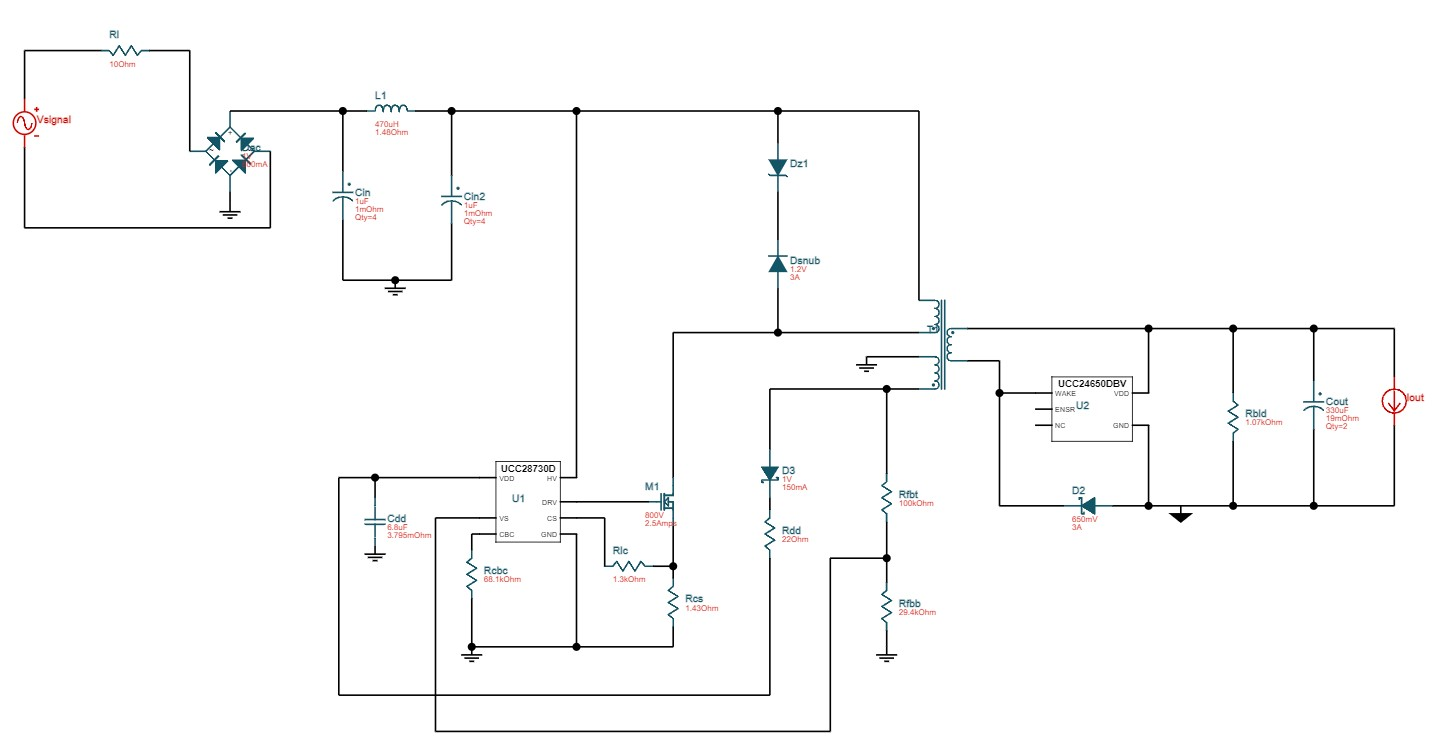 Rl
10Ohm
Vsignal
L1
470uH
1.48Ohm
Cin
1uF
1mOhm
Qty=4
Cin2
1uF
1mOhm
Qty=4
Dz1
Dsnub
1.2V
3A
UCC24650DBV
WAKE
VDD
ENSR
U2
NC
GND
Rbld
1.07kOhm
Cout
330uF
19mOhm
Qty=2
Iout
D2
650mV
3A
UCC28730D
VDD
HV
U1
DRV
VS
CS
CBC
GND
M1
800V
2.5Amps
D3
1V
150mA
Rfbt
100kOhm
Cdd
6.8uF
3.795mOhm
Rdd
22Ohm
Rlc
1.3kOhm
Rcbc
68.1kOhm
Rcs
1.43Ohm
Rfbb
29.4kOhm